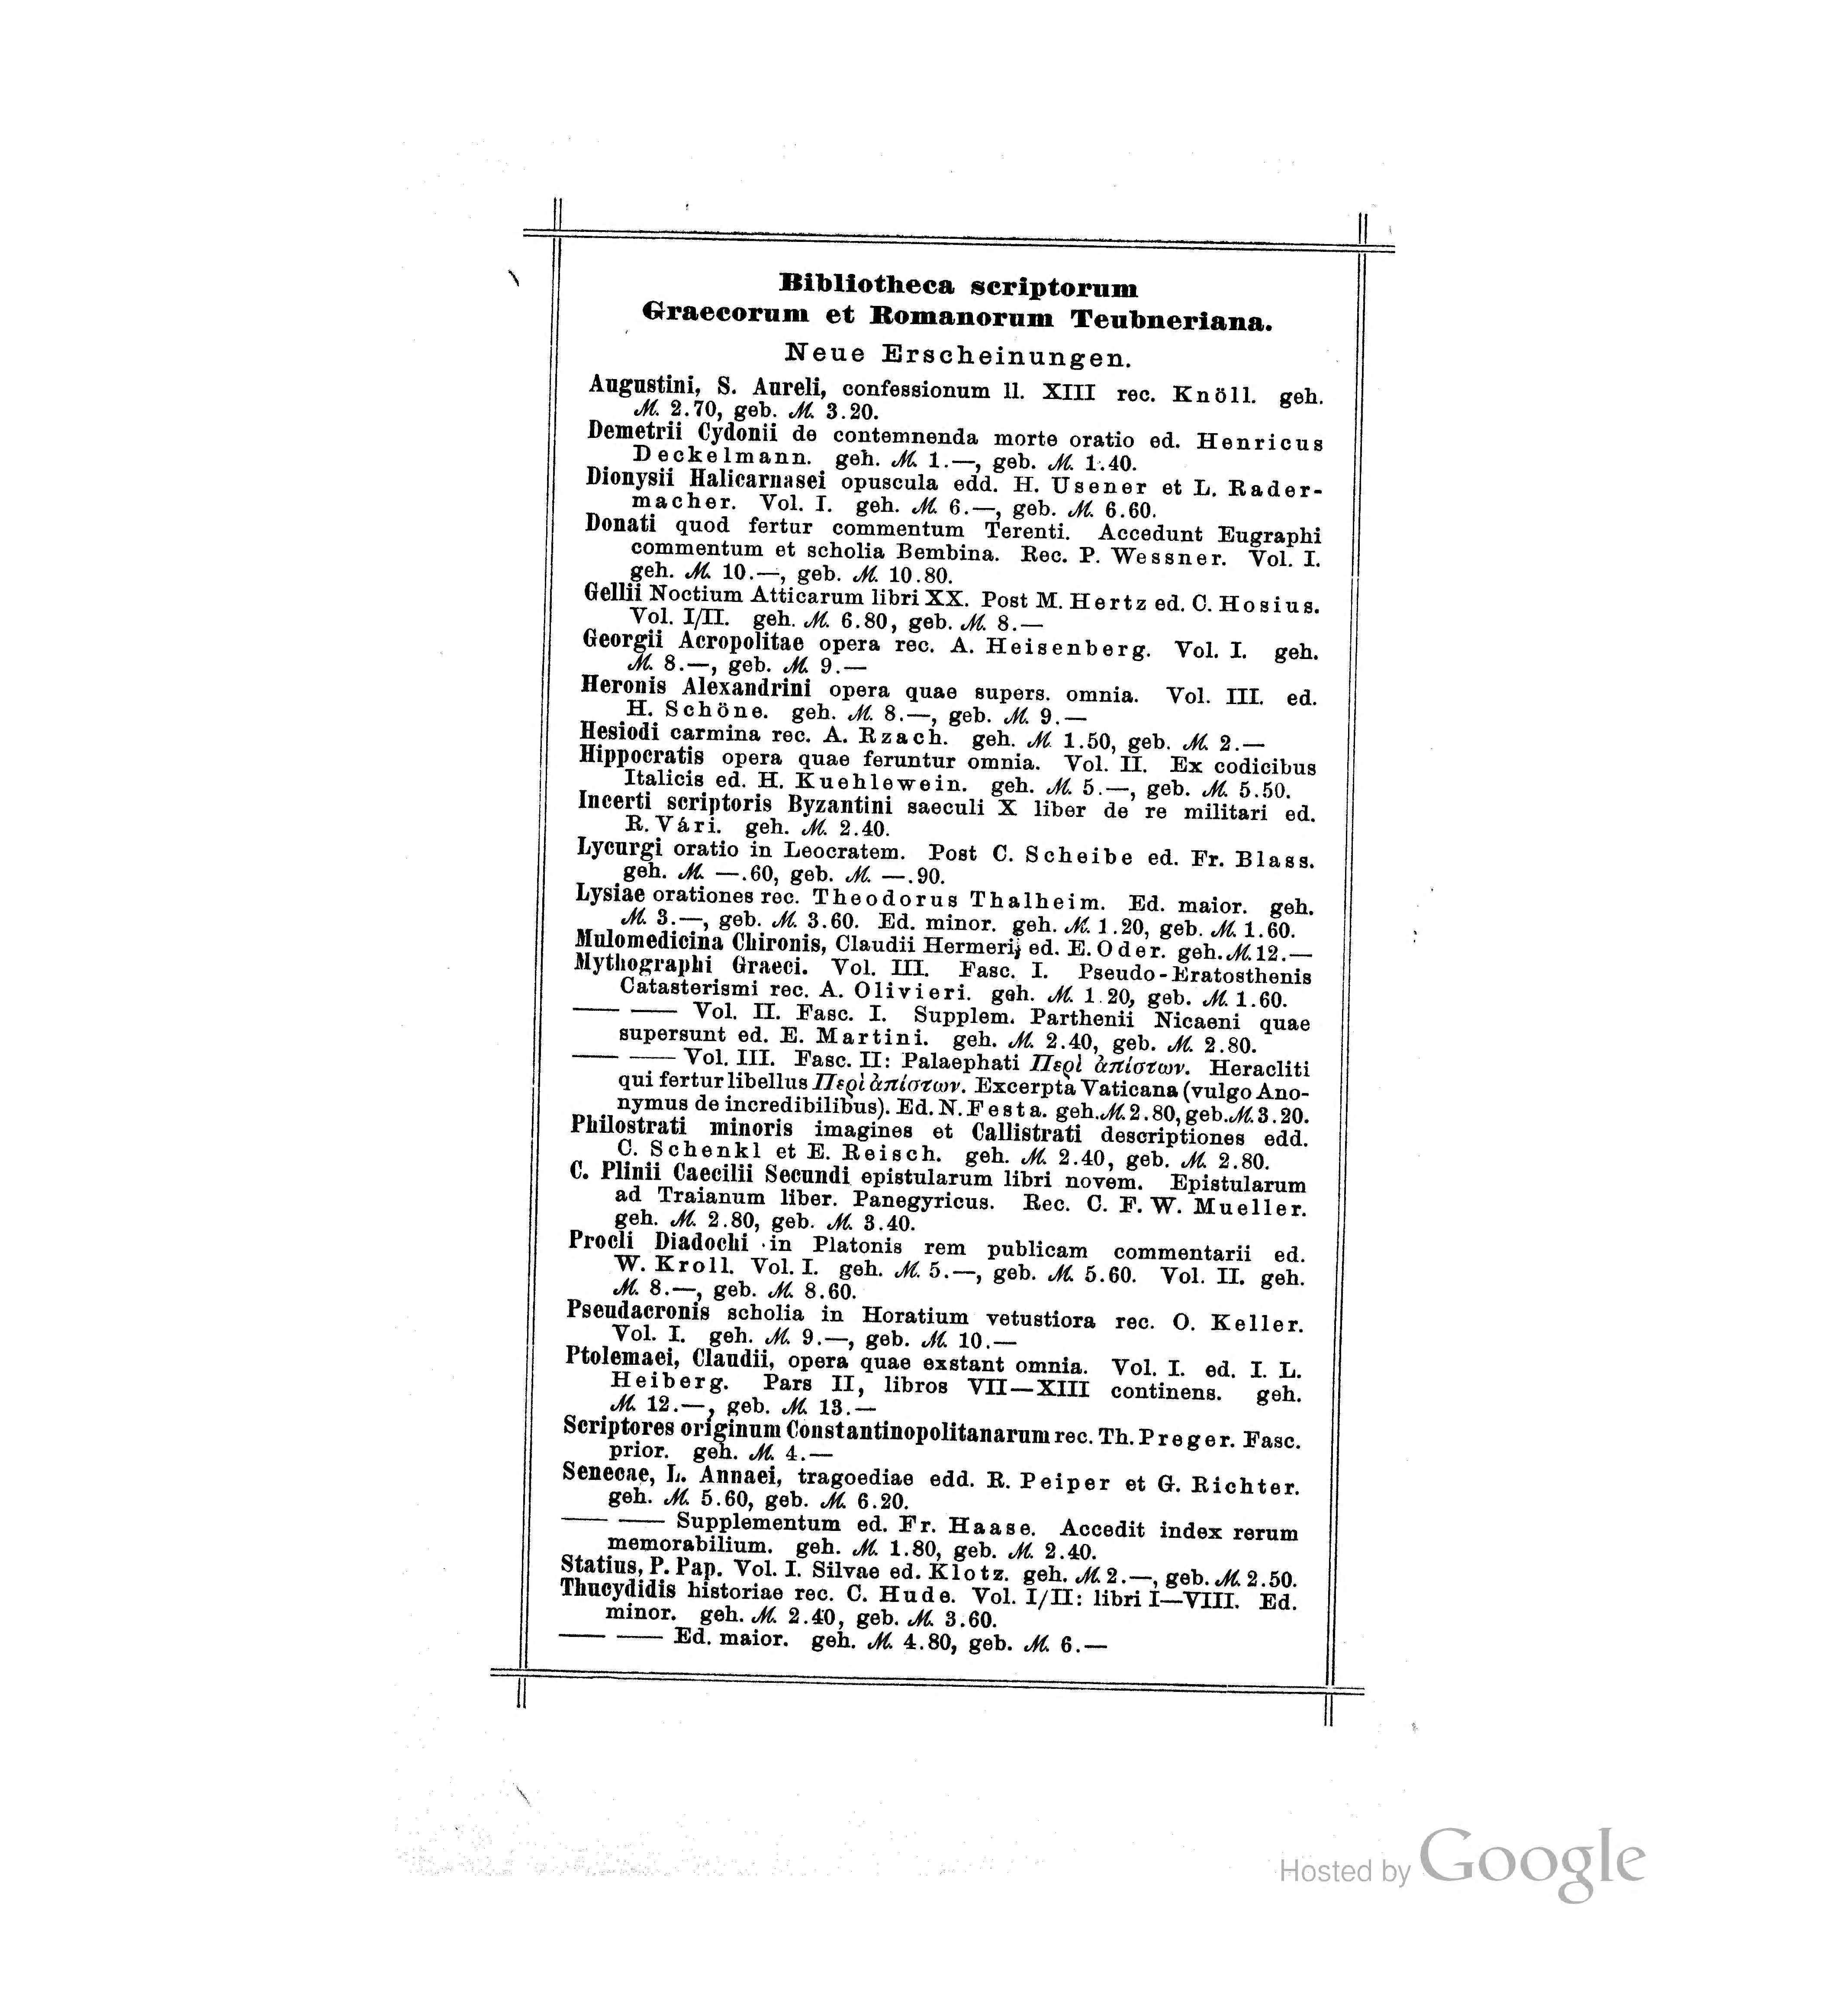 Bibliotheca scriptorum
Graecorum et Romanorum Teubneriana.
Neue Erscheinungen.
Augustini, S. Aureli, confessionum ll. XIII rec. Knöll. geh.
ℳ. 2.70, geb. ℳ. 3.20.
Demetrii Cydonii de contemnenda morte oratio ed. Henricus
Deckelmann. geh. ℳ. 1.—, geb. ℳ. 1.40.
Dionysii Halicarnasei opuscula edd. H. Usener et L. Rader-
macher. Vol. I. geh. ℳ. 6.—, geb. ℳ. 6.60.
Donati quod fertur commentum Terenti. Accedunt Eugraphi
commentum et scholia Bembina. Rec. P. Wessner. Vol. I.
geh. ℳ. 10.—, geb. ℳ. 10.80.
Gellii Noctium Atticarum libri XX. Post M. Hertz ed. C. Hosius.
Vol. I/II. geh. ℳ. 6.80, geb. ℳ. 8.—
Georgii Acropolitae opera rec. A. Heisenberg. Vol. I. geh.
ℳ. 8.—, geb. ℳ. 9.—
Heronis Alexandrini opera quae supers. omnia. Vol. III. ed.
H. Schöne. geh. ℳ. 8.—, geb. ℳ. 9.—
Hesiodi carmina rec. A. Rzach. geh. ℳ. 1.50, geb. ℳ. 2.—
Hippocratis opera quae feruntur omnia. Vol. II. Ex codicibus
Italicis ed. H. Kuehlewein. geh. ℳ. 5.—, geb. ℳ. 5.50.
Incerti scriptoris Byzantini saeculi X liber de re militari ed.
R. Vári. geh. ℳ. 2.40.
Lycurgi oratio in Leocratem. Post C. Scheibe ed. Fr. Blass.
geh. ℳ. —.60, geb. ℳ. —.90.
Lysiae orationes rec. Theodorus Thalheim. Ed. maior. geh.
ℳ. 3.—, geb. ℳ. 3.60. Ed. minor. geh. ℳ. 1.20, geb. ℳ. 1.60.
Mulomedicina Chironis, Claudii Hermerij ed. E. Oder. geh. ℳ. 12.—
Mythographi Graeci. Vol. III. Fasc. I. Pseudo-Eratosthenis
Catasterismi rec. A. Olivieri. geh. ℳ. 1.20, geb. ℳ. 1.60.
—— —— Vol. II. Fasc. I. Supplem. Parthenii Nicaeni quae
supersunt ed. E. Martini. geh. ℳ. 2.40, geb. ℳ. 2.80.
—— —— Vol. III. Fasc. II: Palaephati Περὶ ἀπίστων. Heracliti
qui fertur libellus Περὶ ἀπίστων. Excerpta Vaticana (vulgo Ano-
nymus de incredibilibus). Ed. N. Festa. geh. ℳ. 2.80, geb. ℳ. 3.20.
Philostrati minoris imagines et Callistrati descriptiones edd.
C. Schenkl et E. Reisch. geh. ℳ. 2.40, geb. ℳ. 2.80.
C. Plinii Caecilii Secundi epistularum libri novem. Epistularum
ad Traianum liber. Panegyricus. Rec. C. F. W. Mueller.
geh. ℳ. 2.80, geb. ℳ. 3.40.
Procli Diadochi in Platonis rem publicam commentarii ed.
W. Kroll. Vol. I. geh. ℳ. 5.—, geb. ℳ. 5.60. Vol. II. geh.
ℳ. 8.—, geb. ℳ. 8.60.
Pseudacronis scholia in Horatium vetustiora rec. O. Keller.
Vol. I. geh. ℳ. 9.—, geb. ℳ. 10.—
Ptolemaei, Claudii, opera quae exstant omnia. Vol. I. ed. I. L.
Heiberg. Pars II, libros VII—XIII continens. geh.
ℳ. 12.—, geb. ℳ. 13.—
Scriptores originum Constantinopolitanarum rec. Th. Preger. Fasc.
prior. geh. ℳ. 4.—
Senecae, L. Annaei, tragoediae edd. R. Peiper et G. Richter.
geh. ℳ. 5.60, geb. ℳ. 6.20.
—— —— Supplementum ed. Fr. Haase. Accedit index rerum
memorabilium. geh. ℳ. 1.80, geb. ℳ. 2.40.
Statius, P. Pap. Vol. I. Silvae ed. Klotz. geh. ℳ. 2.—, geb. ℳ. 2.50.
Thucydidis historiae rec. C. Hude. Vol. I/II: libri I—VIII. Ed.
minor. geh. ℳ. 2.40, geb. ℳ. 3.60.
—— —— Ed. maior. geh. ℳ. 4.80, geb. ℳ. 6.—
Hosted by Google